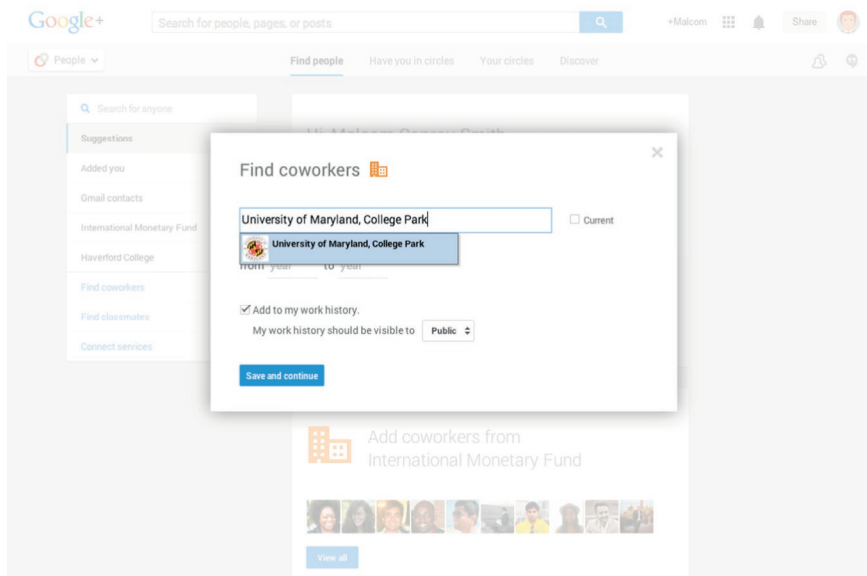 Google+
Search for people, pages, or posts
+Malcom
Share
People
Find people
Have you in circles
Your circles
Discover
Search for anyone
Suggestions
Added you
Gmail contacts
International Monetary Fund
Haverford College
Find coworkers
Find classmates
Connect services
Find coworkers
University of Maryland, College Park
Current
University of Maryland, College Park
from year to year
Add to my work history.
My work history should be visible to Public
Save and continue
Add coworkers from
International Monetary Fund
View all